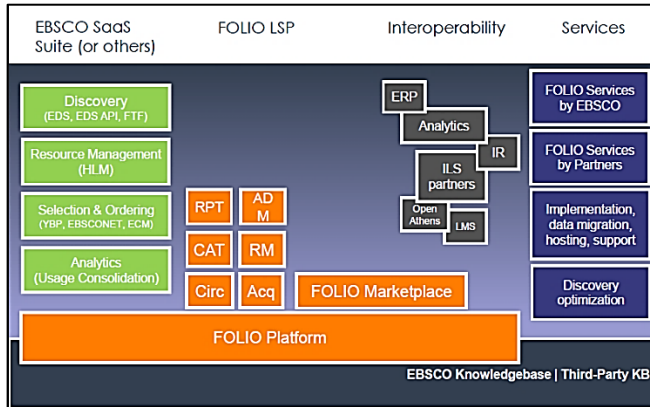 EBSCO SaaS
Suite (or others)
FOLIO LSP
Interoperability
Services
Discovery
(EDS, EDS API, FTF)
Resource Management
(HLM)
Selection & Ordering
(YBP, EBSCONET, ECM)
Analytics
(Usage Consolidation)
RPT
AD
M
CAT
RM
Circ
Acq
FOLIO Marketplace
FOLIO Platform
ERP
Analytics
IR
ILS
partners
Open
Athens
LMS
FOLIO Services
by EBSCO
FOLIO Services
by Partners
Implementation,
data migration,
hosting, support
Discovery
optimization
EBSCO Knowledgebase | Third-Party KB